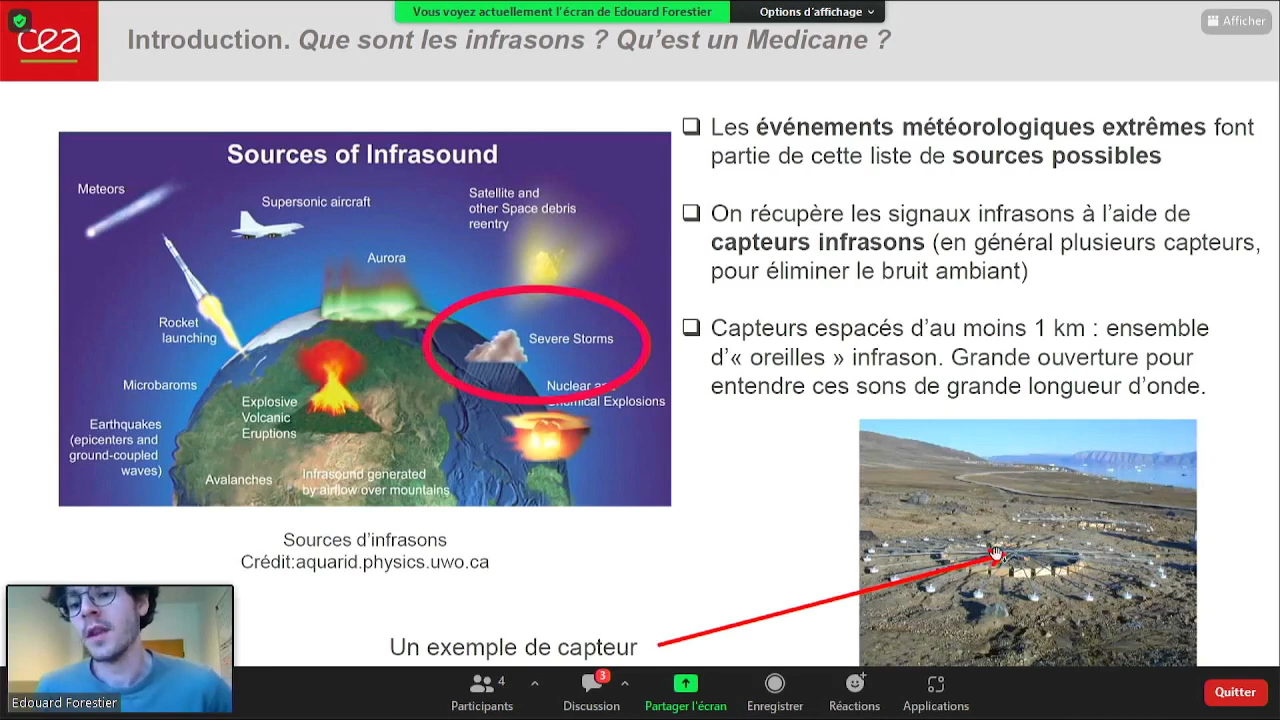 Vous voyez actuellement l'écran de Edouard Forestier
Options d'affichage
Afficher
cea
Introduction. Que sont les infrasons ? Qu'est un Medicane ?
Sources of Infrasound
Meteors
Supersonic aircraft
Satellite and
other Space debris
reentry
Aurora
Rocket
launching
Severe Storms
Microbaroms
Nuclear and
Chemical Explosions
Explosive
Volcanic
Eruptions
Earthquakes
(epicenters and
ground-coupled
waves)
Avalanches
Infrasound generated
by airflow over mountains
Sources d'infrasons
Crédit:aquarid.physics.uwo.ca
❑ Les événements météorologiques extrêmes font
partie de cette liste de sources possibles
❑ On récupère les signaux infrasons à l'aide de
capteurs infrasons (en général plusieurs capteurs,
pour éliminer le bruit ambiant)
❑ Capteurs espacés d'au moins 1 km : ensemble
d'« oreilles » infrason. Grande ouverture pour
entendre ces sons de grande longueur d'onde.
Un exemple de capteur
Edouard Forestier
4
Participants
3
Discussion
Partager l'écran
Enregistrer
Réactions
Applications
Quitter